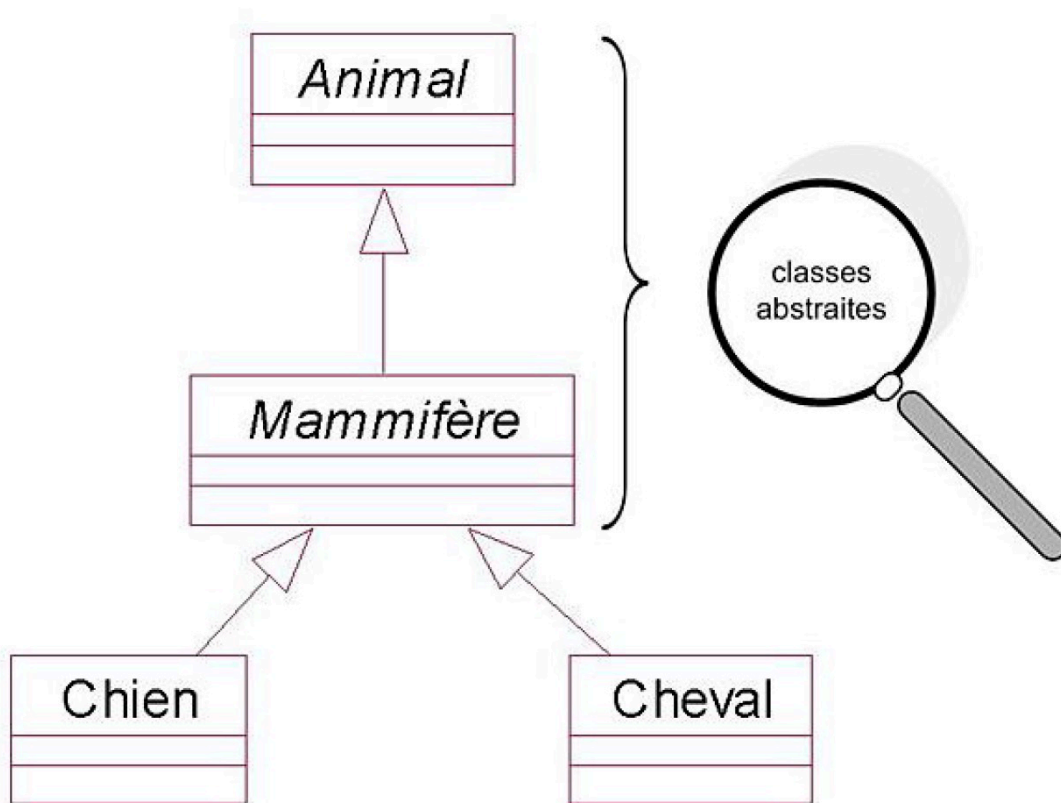 Animal
classes
abstraites
Mammifère
Chien
Cheval